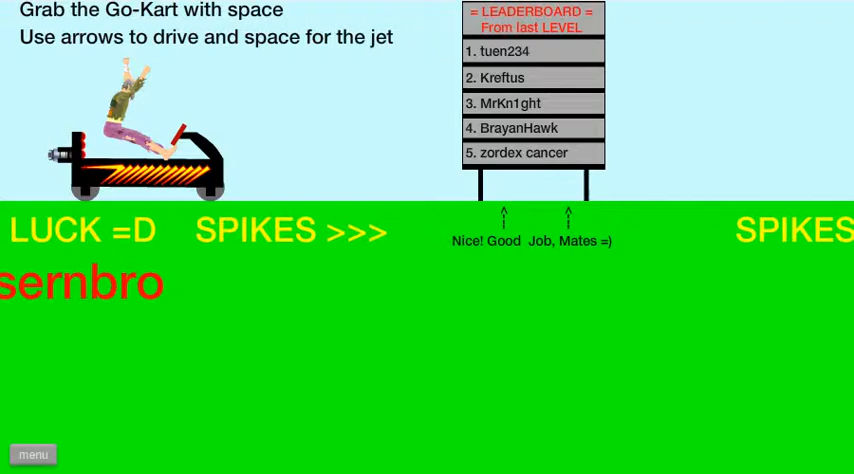 Grab the Go-Kart with space
Use arrows to drive and space for the jet
= LEADERBOARD =
From last LEVEL
1. tuen234
2. Kreftus
3. MrKn1ght
4. BrayanHawk
5. zordex cancer
LUCK =D SPIKES >>>
SPIKES
Nice! Good Job, Mates =)
sernbro
menu